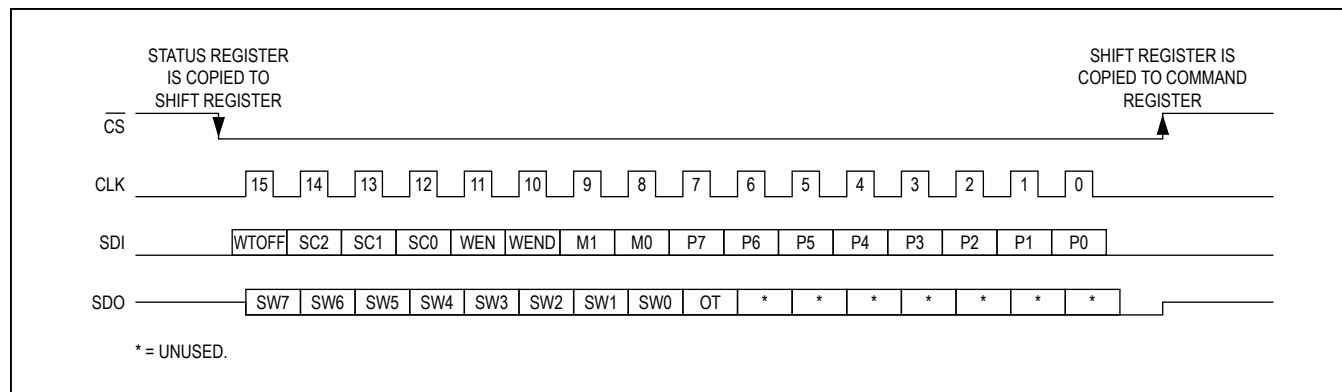 STATUS REGISTER
IS COPIED TO
SHIFT REGISTER
SHIFT REGISTER IS
COPIED TO COMMAND
REGISTER
CS
CLK 15 14 13 12 11 10 9 8 7 6 5 4 3 2 1 0
SDI WTOFF SC2 SC1 SC0 WEN WEND M1 M0 P7 P6 P5 P4 P3 P2 P1 P0
SDO SW7 SW6 SW5 SW4 SW3 SW2 SW1 SW0 OT * * * * * * *
* = UNUSED.